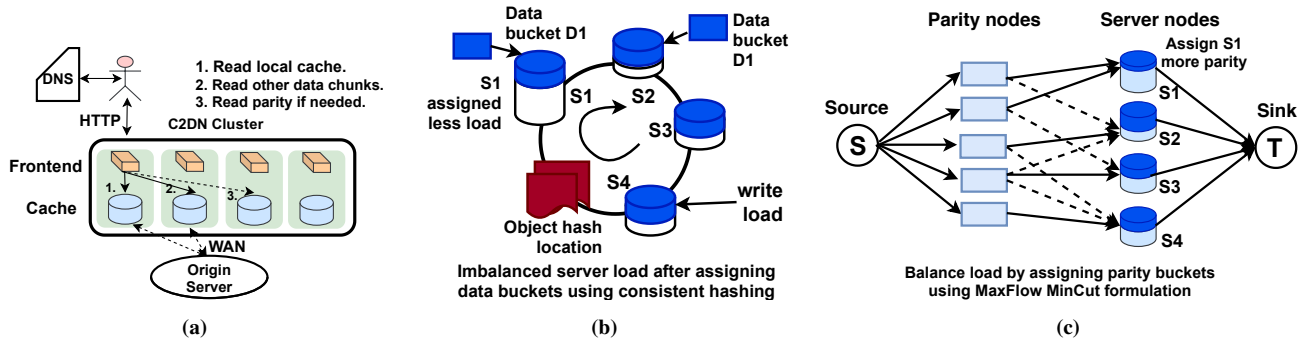 DNS
HTTP
1. Read local cache.
2. Read other data chunks.
3. Read parity if needed.
C2DN Cluster
Frontend
1.
2.
3.
Cache
WAN
Origin
Server
(a)
Data
bucket D1
Data
bucket
D1
S1
assigned
less load
S1
S2
S3
S4
write
load
Object hash
location
Imbalanced server load after assigning
data buckets using consistent hashing
(b)
Parity nodes
Server nodes
Assign S1
more parity
Source
S
S1
S2
S3
S4
Sink
T
Balance load by assigning parity buckets
using MaxFlow MinCut formulation
(c)